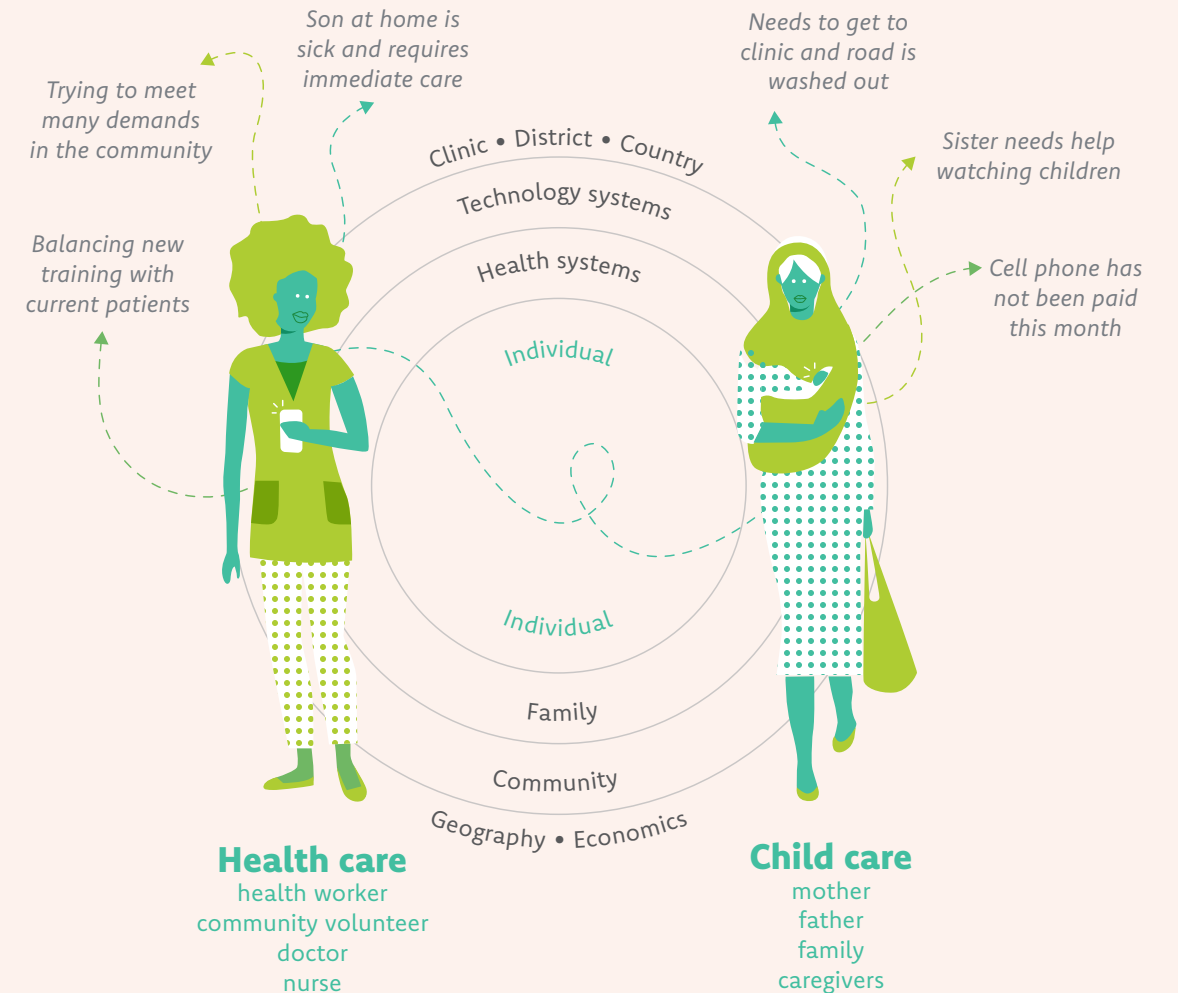 Son at home is
sick and requires
immediate care
Needs to get to
clinic and road is
washed out
Trying to meet
many demands
in the community
Sister needs help
watching children
Balancing new
training with
current patients
Cell phone has
not been paid
this month
Clinic • District • Country
Technology systems
Health systems
Individual
Individual
Family
Community
Geography • Economics
Health care
health worker
community volunteer
doctor
nurse
Child care
mother
father
family
caregivers